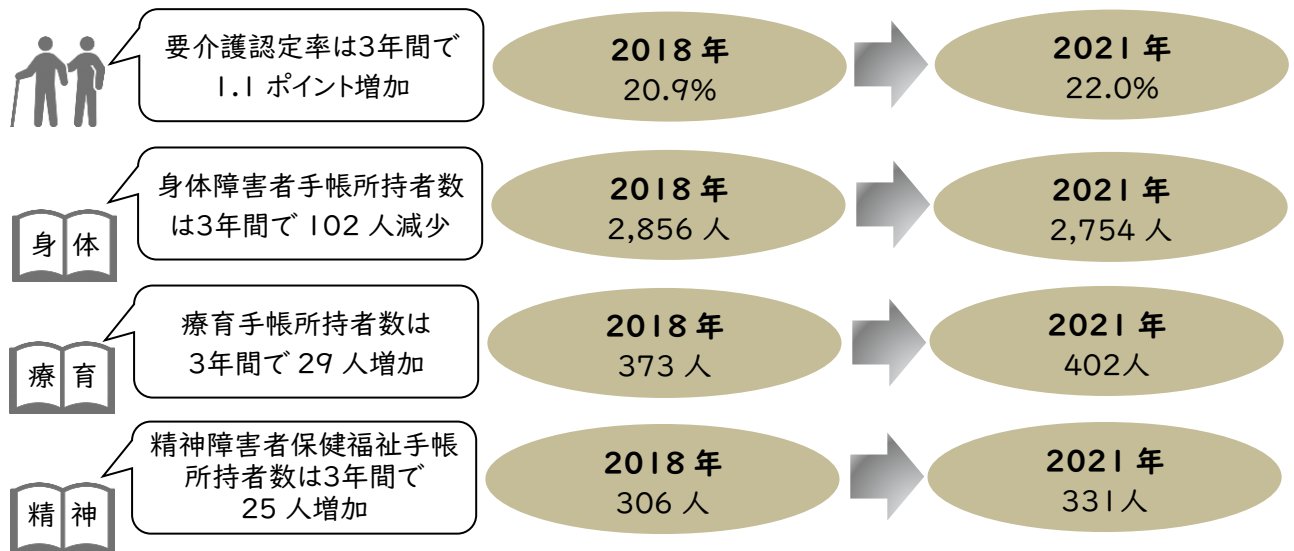 要介護認定率は3年間で
1.1 ポイント増加
2018 年
20.9%
2021 年
22.0%
身体
身体障害者手帳所持者数
は3年間で 102 人減少
2018 年
2,856 人
2021 年
2,754 人
療育
療育手帳所持者数は
3年間で 29 人増加
2018 年
373 人
2021 年
402人
精神
精神障害者保健福祉手帳
所持者数は3年間で
25 人増加
2018 年
306 人
2021 年
331人